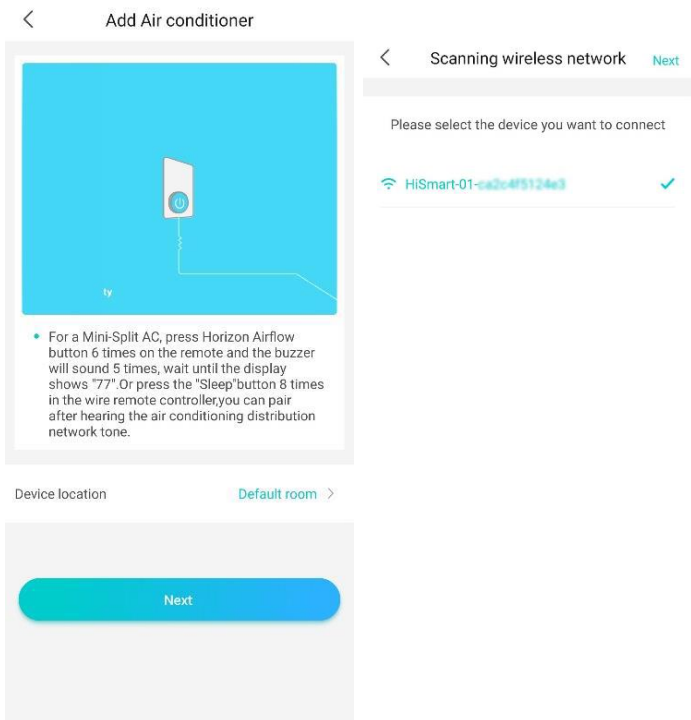 Add Air conditioner
ty
For a Mini-Split AC, press Horizon Airflow
button 6 times on the remote and the buzzer
will sound 5 times, wait until the display
shows "77".Or press the "Sleep"button 8 times
in the wire remote controller,you can pair
after hearing the air conditioning distribution
network tone.
Device location
Default room
Next
Scanning wireless network
Next
Please select the device you want to connect
HiSmart-01-